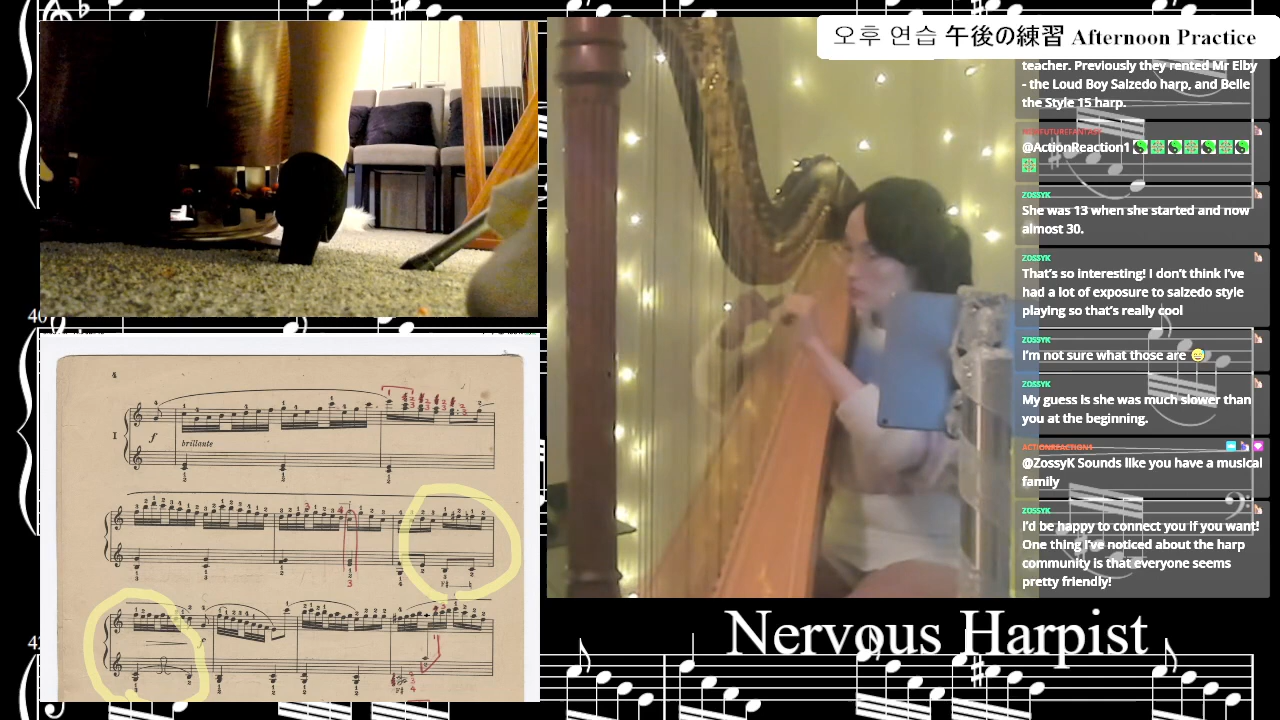 오후 연습 午後の練習 Afternoon Practice
teacher. Previously they rented Mr Elby
- the Loud Boy Salzedo harp, and Belle
the Style 15 harp.
@ActionReaction1
ZOSSYK
She was 13 when she started and now
almost 30.
ZOSSYK
That's so interesting! I don't think I've
had a lot of exposure to salzedo style
playing so that's really cool
ZOSSYK
I'm not sure what those are
ZOSSYK
My guess is she was much slower than
you at the beginning.
ACTIONREACTION1
@ZossyK Sounds like you have a musical
family
ZOSSYK
I'd be happy to connect you if you want!
One thing I've noticed about the harp
community is that everyone seems
pretty friendly!
Nervous Harpist
4
I
f
brillante
f